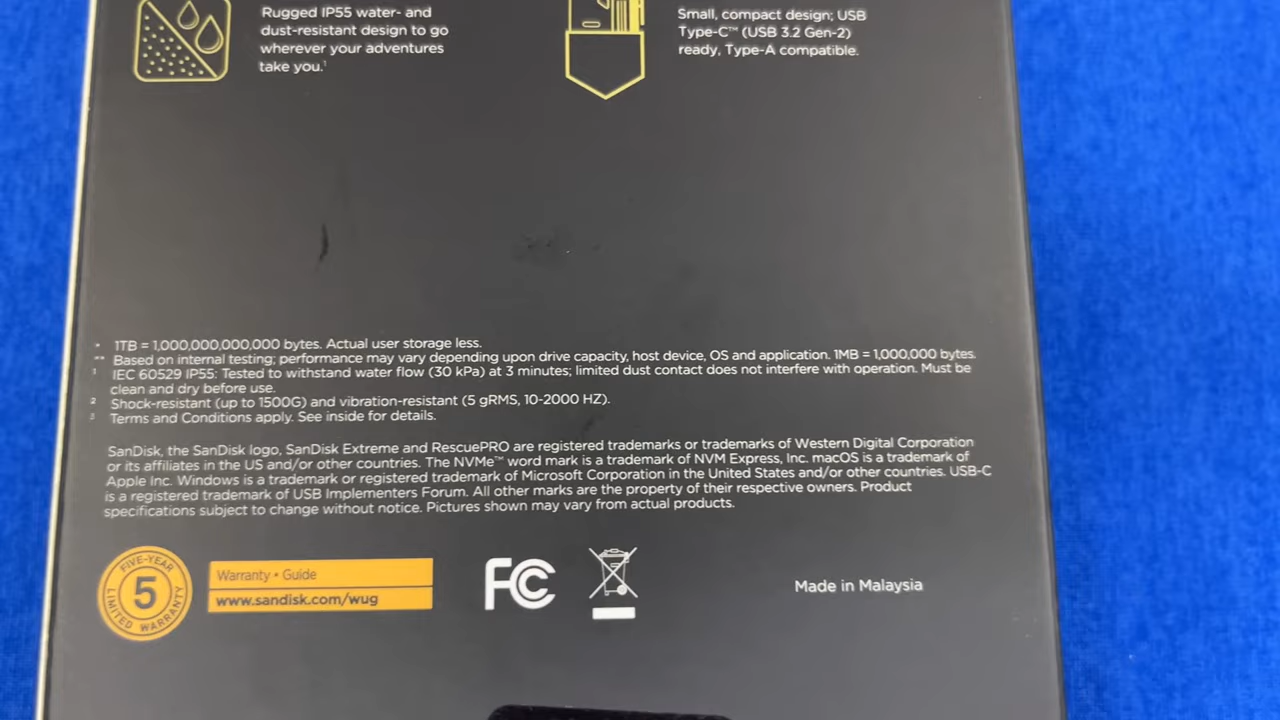 Rugged IP55 water- and
dust-resistant design to go
wherever your adventures
take you.¹
Small, compact design; USB
Type-C™ (USB 3.2 Gen-2)
ready, Type-A compatible.
* 1TB = 1,000,000,000,000 bytes. Actual user storage less.
** Based on internal testing; performance may vary depending upon drive capacity, host device, OS and application. 1MB = 1,000,000 bytes.
¹ IEC 60529 IP55: Tested to withstand water flow (30 kPa) at 3 minutes; limited dust contact does not interfere with operation. Must be
clean and dry before use.
² Shock-resistant (up to 1500G) and vibration-resistant (5 gRMS, 10-2000 HZ).
³ Terms and Conditions apply. See inside for details.
SanDisk, the SanDisk logo, SanDisk Extreme and RescuePRO are registered trademarks or trademarks of Western Digital Corporation
or its affiliates in the US and/or other countries. The NVMe™ word mark is a trademark of NVM Express, Inc. macOS is a trademark of
Apple Inc. Windows is a trademark or registered trademark of Microsoft Corporation in the United States and/or other countries. USB-C
is a registered trademark of USB Implementers Forum. All other marks are the property of their respective owners. Product
specifications subject to change without notice. Pictures shown may vary from actual products.
FIVE-YEAR
5
LIMITED WARRANTY
Warranty • Guide
www.sandisk.com/wug
FC
Made in Malaysia